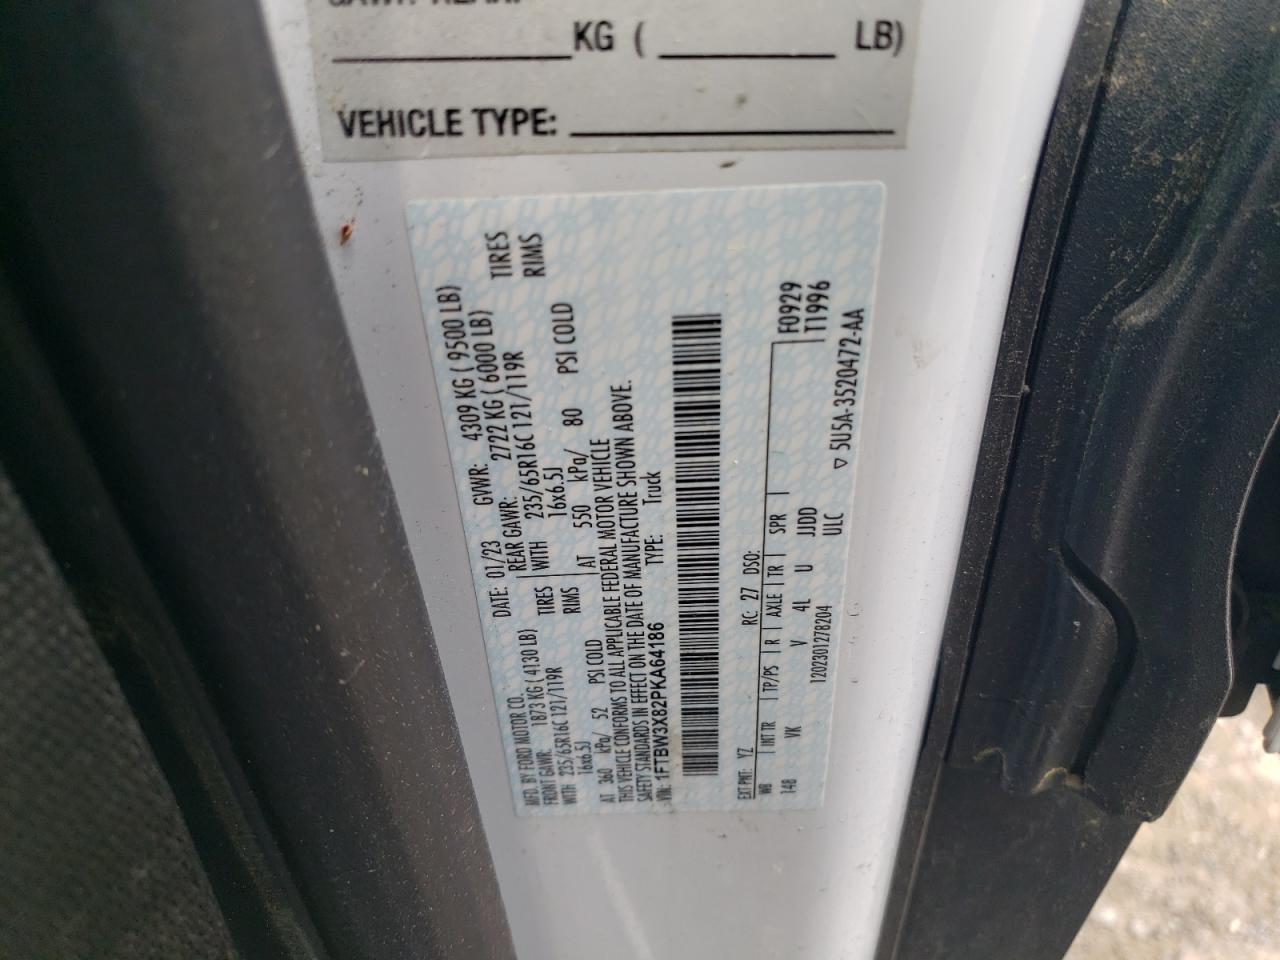 KG ( LB)
VEHICLE TYPE:
MFD. BY FORD MOTOR CO.
DATE: 01/23 GVWR: 4309 KG ( 9500 LB)
FRONT GAWR: 1873 KG ( 4130 LB) REAR GAWR: 2722 KG ( 6000 LB)
WITH 235/65R16C 121/119R TIRES WITH 235/65R16C 121/119R TIRES
16x6.5J RIMS 16x6.5J RIMS
AT 360 kPa/ 52 PSI COLD AT 550 kPa/ 80 PSI COLD
THIS VEHICLE CONFORMS TO ALL APPLICABLE FEDERAL MOTOR VEHICLE
SAFETY STANDARDS IN EFFECT ON THE DATE OF MANUFACTURE SHOWN ABOVE.
VIN: 1FTBW3X82PKA64186 TYPE: Truck
EXT PNT: YZ RC: 27 DSO:
WB INT TR TP/PS R AXLE TR SPR F0929
148 VK V 4L U JJDD T1996
1202301278204 ULC ▽ 5U5A-3520472-AA